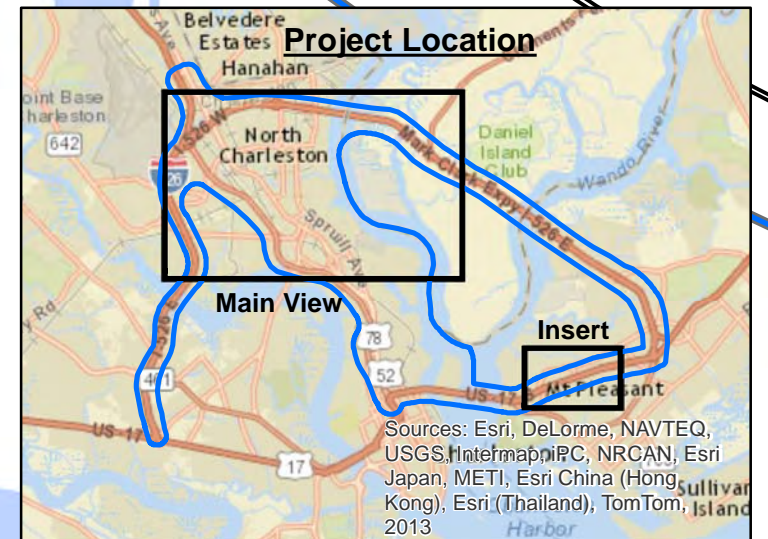 Belvedere
Estates
Project Location
Hanahan
oint Base
harleston
642
I-526 W
North
Charleston
Mark Clark Expy I-526 E
Daniel
Island
Club
Wando River
26
Spruill Ave
Main View
y Rd
I-526 E
461
78
52
Insert
US-17
Mt Pleasant
US-17
17
Sources: Esri, DeLorme, NAVTEQ,
USGS, Intermap, iPC, NRCAN, Esri
Japan, METI, Esri China (Hong
Kong), Esri (Thailand), TomTom,
2013
Sullivan
Island
Harbor